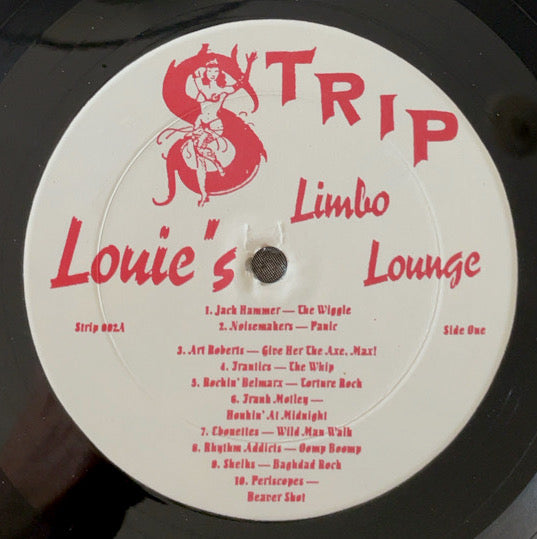 STRIP
Limbo
Louie's
Lounge
1. Jack Hammer — The Wiggle
2. Noisemakers — Panic
Strip 002A
Side One
3. Art Roberts — Give Her The Axe, Max!
4. Frantics — The Whip
5. Rockin' Belmarx — Torture Rock
6. Frank Motley —
Honkin' At Midnight
7. Chouettes — Wild Man Walk
8. Rhythm Addicts — Oomp Boomp
9. Sheiks — Baghdad Rock
10. Periscopes —
Beaver Shot